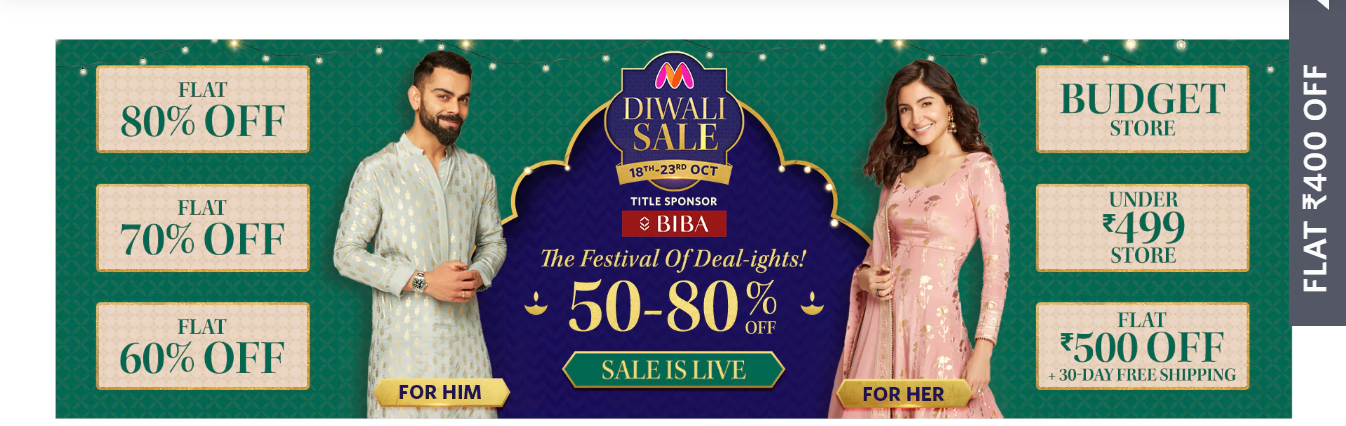 FLAT
80% OFF
FLAT
70% OFF
FLAT
60% OFF
FOR HIM
DIWALI
SALE
18TH-23RD OCT
TITLE SPONSOR
BIBA
The Festival Of Deal-ights!
50-80%
OFF
SALE IS LIVE
FOR HER
BUDGET
STORE
UNDER
₹499
STORE
FLAT
₹500 OFF
+ 30-DAY FREE SHIPPING
FLAT ₹400 OFF